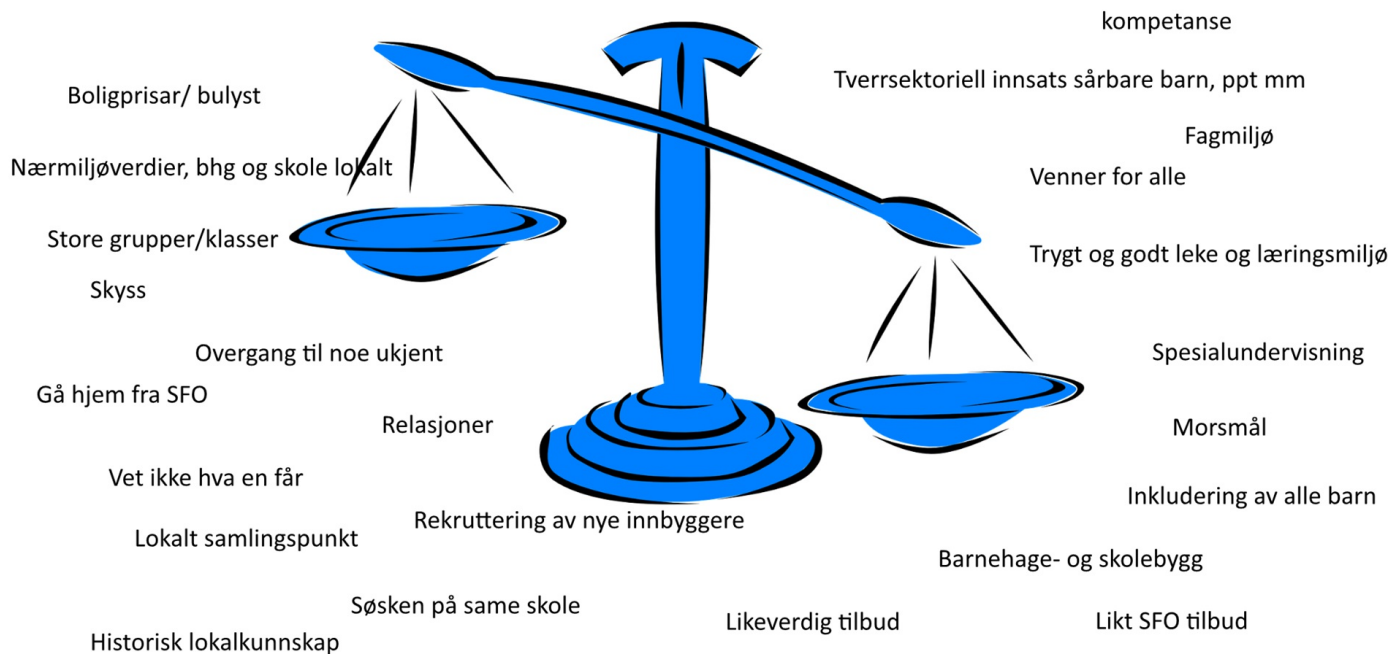 kompetanse
Tverrsektoriell innsats sårbare barn, ppt mm
Boligprisar/ bulyst
Fagmiljø
Nærmiljøverdier, bhg og skole lokalt
Venner for alle
Store grupper/klasser
Trygt og godt leke og læringsmiljø
Skyss
Overgang til noe ukjent
Spesialundervisning
Gå hjem fra SFO
Relasjoner
Morsmål
Vet ikke hva en får
Inkludering av alle barn
Rekruttering av nye innbyggere
Lokalt samlingspunkt
Barnehage- og skolebygg
Søsken på same skole
Likeverdig tilbud
Likt SFO tilbud
Historisk lokalkunnskap